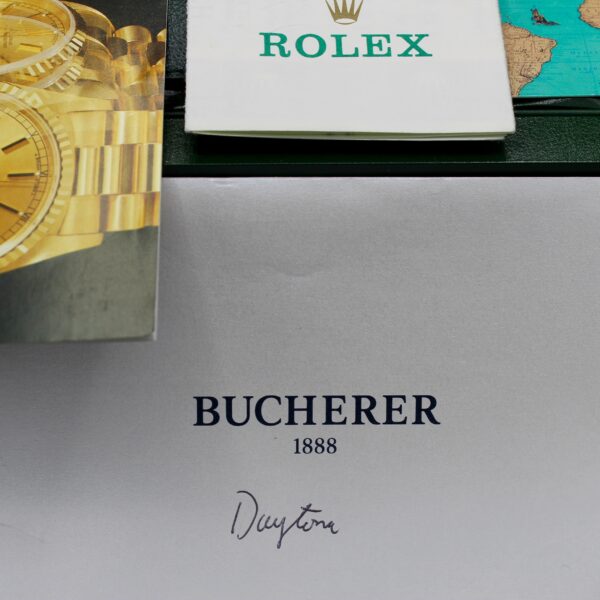 ROLEX
BUCHERER
1888
Daytona